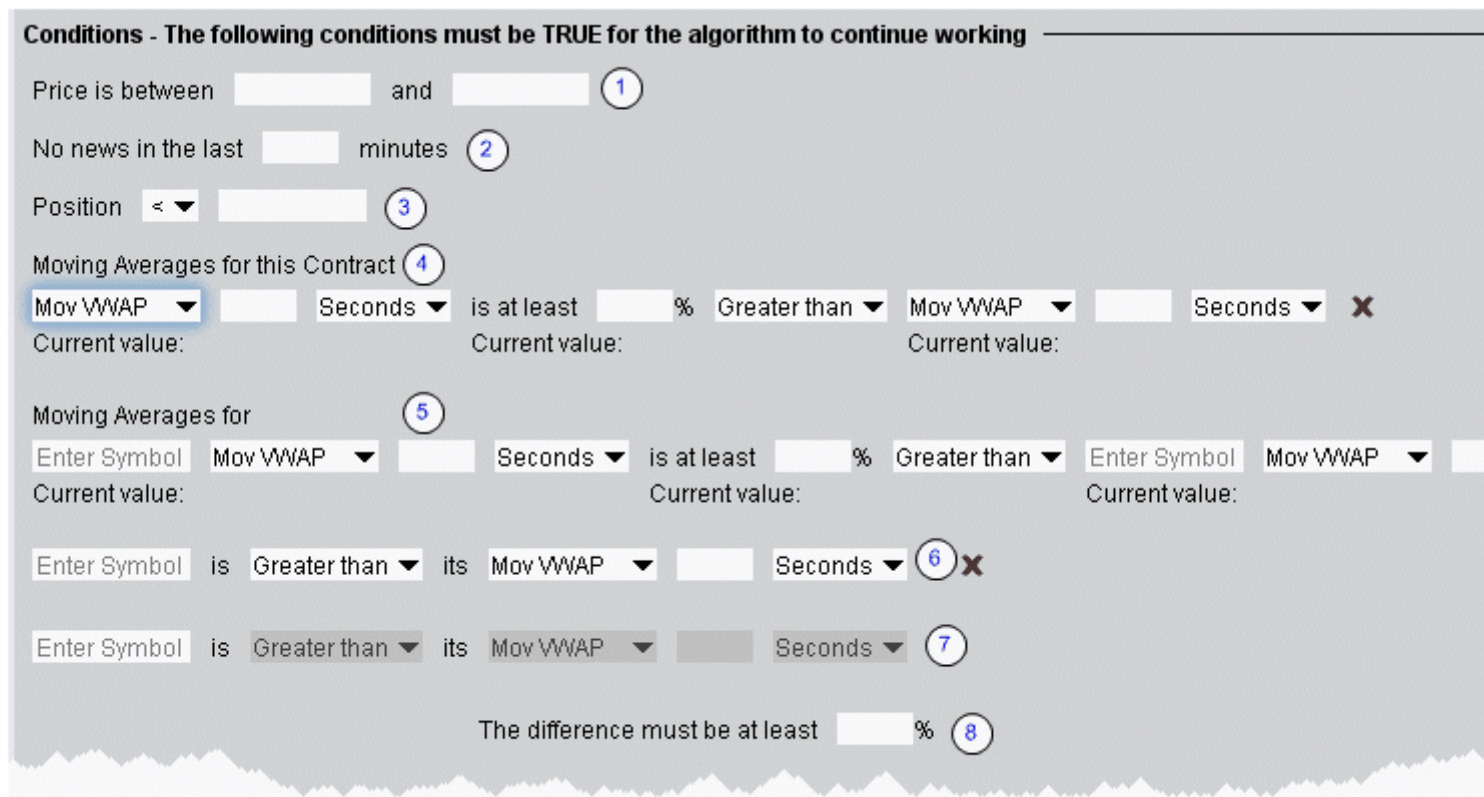 Conditions - The following conditions must be TRUE for the algorithm to continue working
Price is between and 1
No news in the last minutes 2
Position < 3
Moving Averages for this Contract 4
Mov VWAP Seconds is at least % Greater than Mov VWAP Seconds
Current value: Current value: Current value:
Moving Averages for 5
Enter Symbol Mov VWAP Seconds is at least % Greater than Enter Symbol Mov VWAP
Current value: Current value: Current value:
Enter Symbol is Greater than its Mov VWAP Seconds 6
Enter Symbol is Greater than its Mov VWAP Seconds 7
The difference must be at least % 8